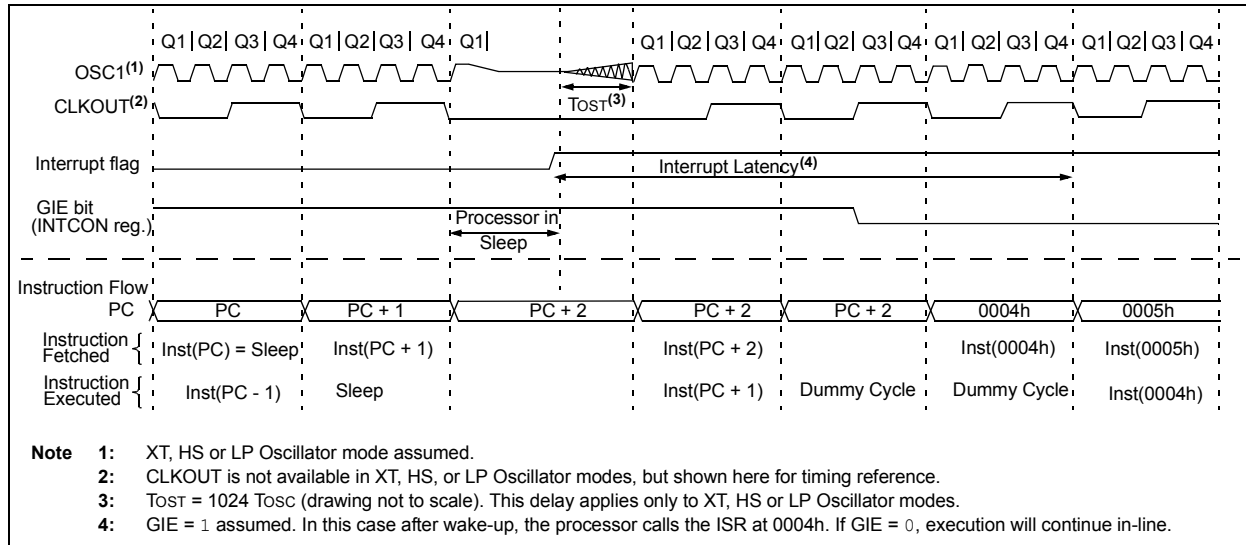 Q1 Q2 Q3 Q4 Q1 Q2 Q3 Q4 Q1 Q1 Q2 Q3 Q4 Q1 Q2 Q3 Q4 Q1 Q2 Q3 Q4 Q1 Q2 Q3 Q4
OSC1(1)
CLKOUT(2)
TOST(3)
Interrupt flag
Interrupt Latency(4)
GIE bit
(INTCON reg.)
Processor in
Sleep
Instruction Flow
PC PC PC + 1 PC + 2 PC + 2 PC + 2 0004h 0005h
Instruction
Fetched { Inst(PC) = Sleep Inst(PC + 1) Inst(PC + 2) Inst(0004h) Inst(0005h)
Instruction
Executed { Inst(PC - 1) Sleep Inst(PC + 1) Dummy Cycle Dummy Cycle Inst(0004h)
Note 1: XT, HS or LP Oscillator mode assumed.
2: CLKOUT is not available in XT, HS, or LP Oscillator modes, but shown here for timing reference.
3: TOST = 1024 TOSC (drawing not to scale). This delay applies only to XT, HS or LP Oscillator modes.
4: GIE = 1 assumed. In this case after wake-up, the processor calls the ISR at 0004h. If GIE = 0, execution will continue in-line.